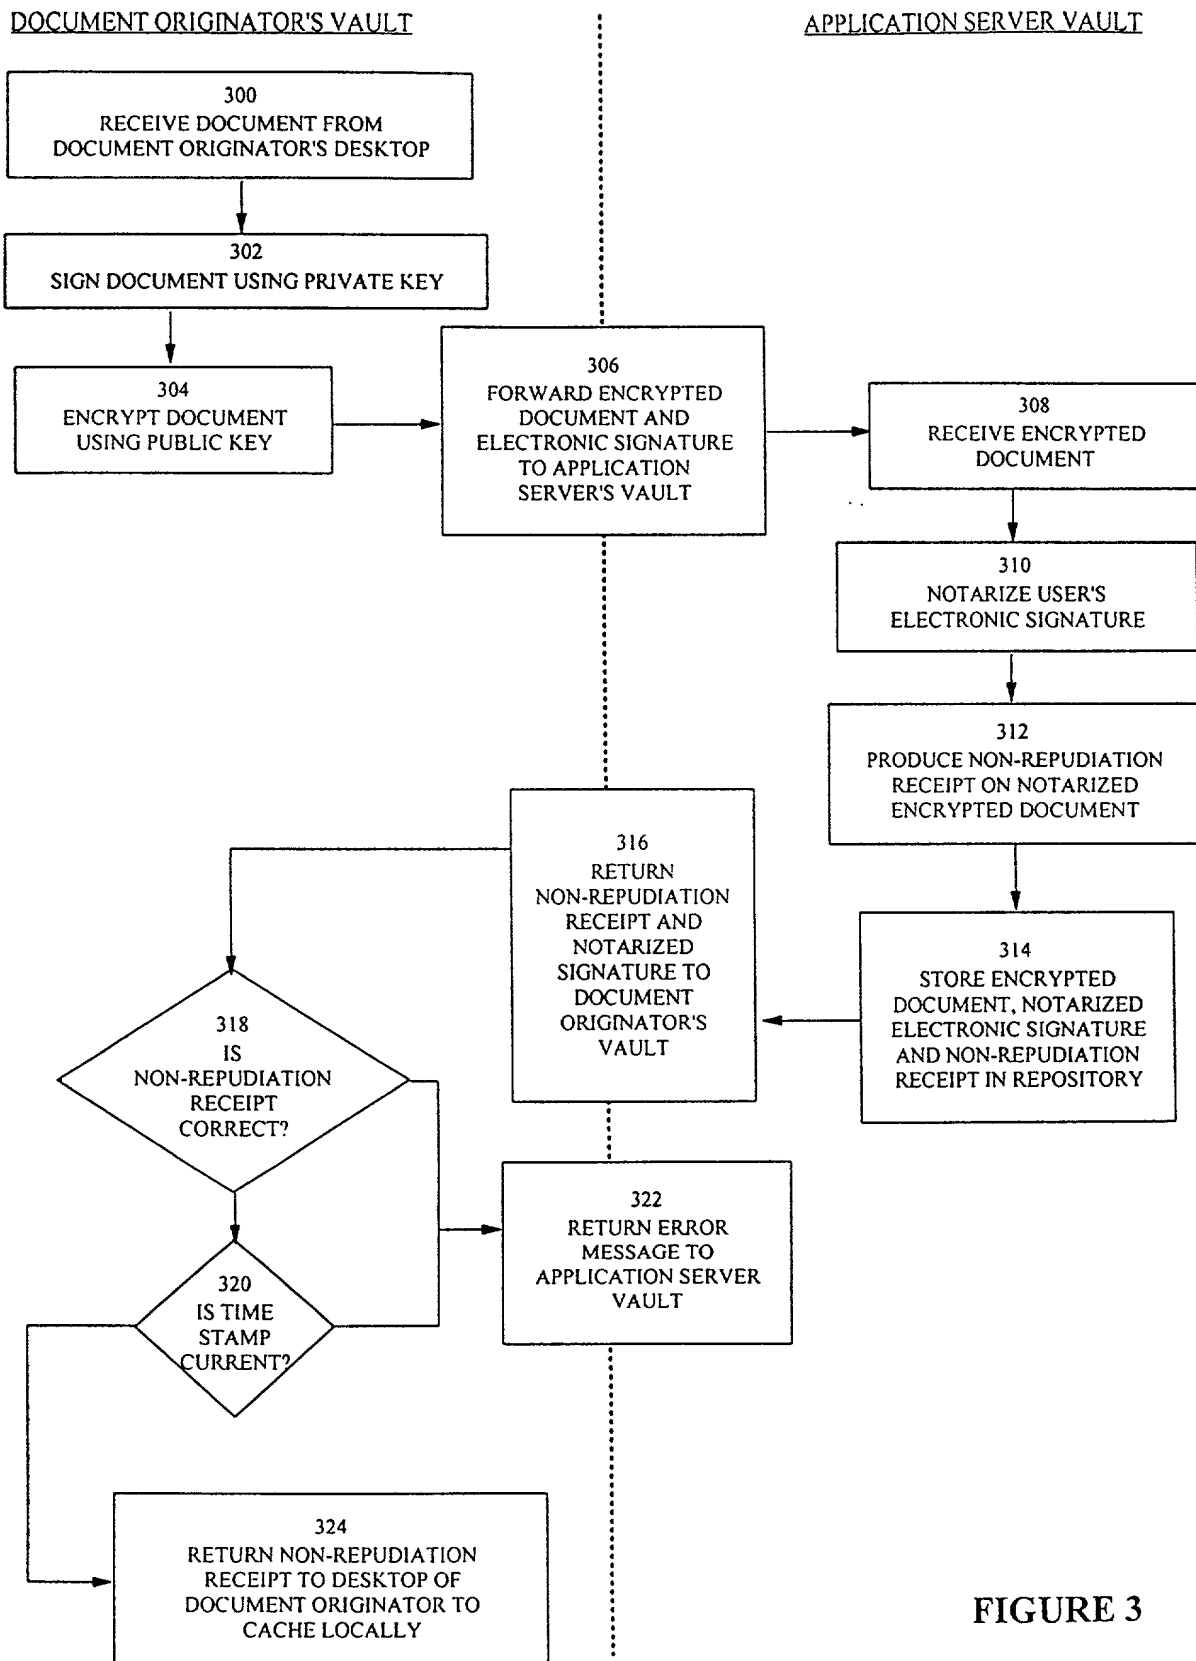 DOCUMENT ORIGINATOR'S VAULT
APPLICATION SERVER VAULT
300
RECEIVE DOCUMENT FROM
DOCUMENT ORIGINATOR'S DESKTOP
302
SIGN DOCUMENT USING PRIVATE KEY
304
ENCRYPT DOCUMENT
USING PUBLIC KEY
306
FORWARD ENCRYPTED
DOCUMENT AND
ELECTRONIC SIGNATURE
TO APPLICATION
SERVER'S VAULT
308
RECEIVE ENCRYPTED
DOCUMENT
310
NOTARIZE USER'S
ELECTRONIC SIGNATURE
312
PRODUCE NON-REPUDIATION
RECEIPT ON NOTARIZED
ENCRYPTED DOCUMENT
314
STORE ENCRYPTED
DOCUMENT, NOTARIZED
ELECTRONIC SIGNATURE
AND NON-REPUDIATION
RECEIPT IN REPOSITORY
316
RETURN
NON-REPUDIATION
RECEIPT AND
NOTARIZED
SIGNATURE TO
DOCUMENT
ORIGINATOR'S
VAULT
318
IS
NON-REPUDIATION
RECEIPT
CORRECT?
320
IS TIME
STAMP
CURRENT?
322
RETURN ERROR
MESSAGE TO
APPLICATION SERVER
VAULT
324
RETURN NON-REPUDIATION
RECEIPT TO DESKTOP OF
DOCUMENT ORIGINATOR TO
CACHE LOCALLY
FIGURE 3